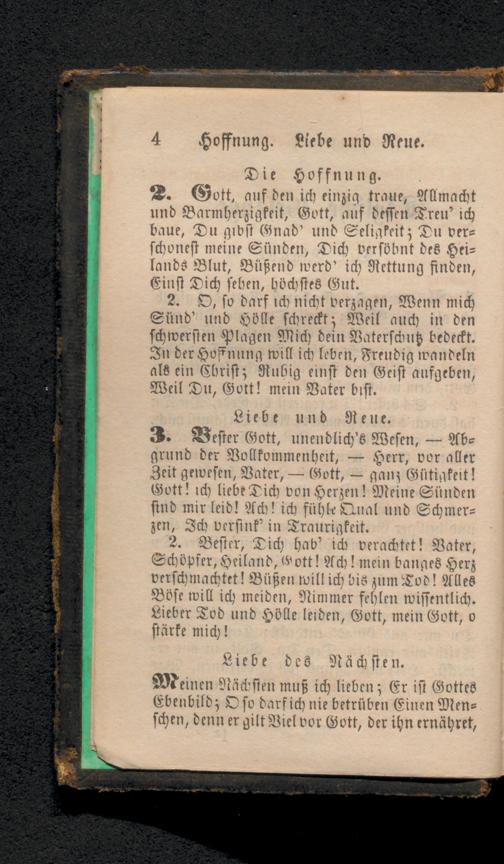 4 Hoffnung. Liebe und Reue.
Die Hoffnung.
2. Gott, auf den ich einzig traue, Allmacht
und Barmherzigkeit, Gott, auf dessen Treu' ich
baue, Du gibst Gnad' und Seligkeit; Du ver-
schonest meine Sünden, Dich versöhnt des Hei-
lands Blut, Büßend werd' ich Rettung finden,
Einst Dich sehen, höchstes Gut.
2. O, so darf ich nicht verzagen, Wenn mich
Sünd' und Hölle schreckt; Weil auch in den
schwersten Plagen Mich dein Vaterschutz bedeckt.
In der Hoffnung will ich leben, Freudig wandeln
als ein Christ; Ruhig einst den Geist aufgeben,
Weil Du, Gott! mein Vater bist.
Liebe und Reue.
3. Bester Gott, unendlich's Wesen, — Ab-
grund der Vollkommenheit, — Herr, vor aller
Zeit gewesen, Vater, — Gott, — ganz Gütigkeit!
Gott! ich liebe Dich von Herzen! Meine Sünden
sind mir leid! Ach! ich fühle Qual und Schmer-
zen, Ich versink' in Traurigkeit.
2. Bester, Dich hab' ich verachtet! Vater,
Schöpfer, Heiland, Gott! Ach! mein banges Herz
verschmachtet! Büßen will ich bis zum Tod! Alles
Böse will ich meiden, Nimmer fehlen wissentlich.
Lieber Tod und Hölle leiden, Gott, mein Gott, o
stärke mich!
Liebe des Nächsten.
Meinen Nächsten muß ich lieben; Er ist Gottes
Ebenbild; O so darf ich nie betrüben Einen Men-
schen, denn er gilt Viel vor Gott, der ihn ernähret,